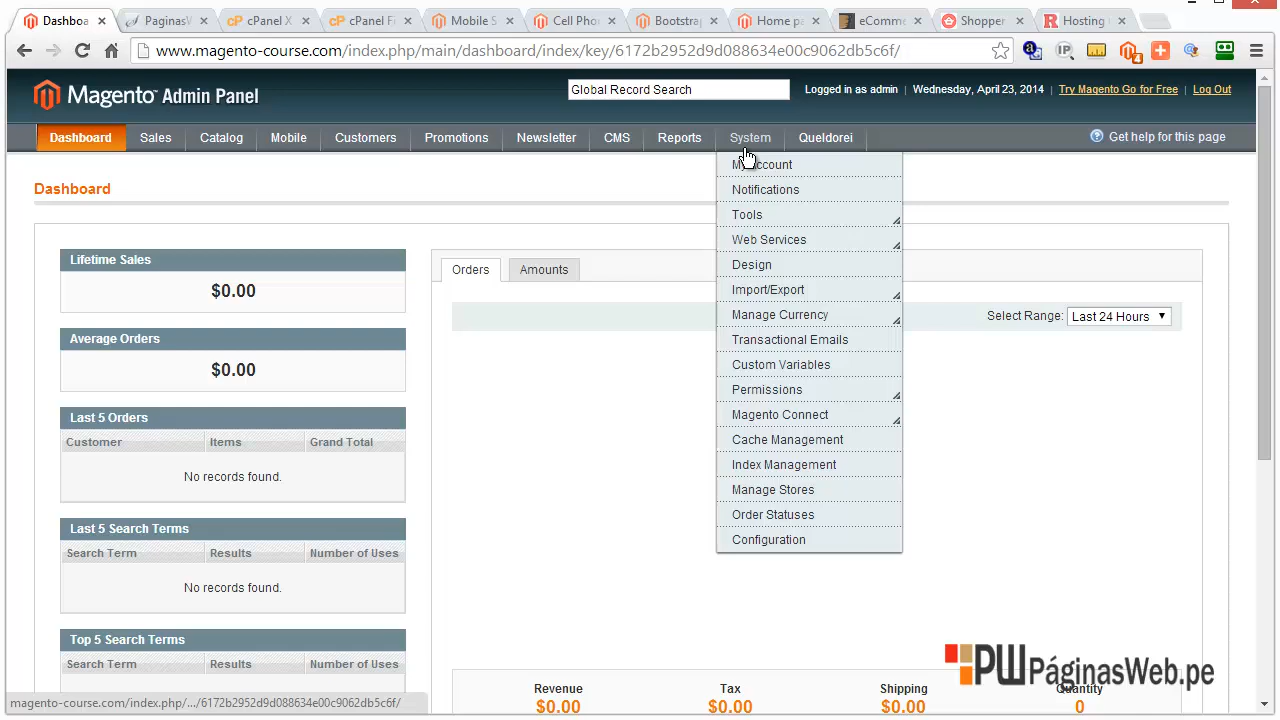 Dashboa
PaginasW
cPanel X
cPanel Fi
Mobile S
Cell Pho
Bootstra
Home pa
eComme
Shopper
Hosting
www.magento-course.com/index.php/main/dashboard/index/key/6172b2952d9d088634e00c9062db5c6f/
Magento Admin Panel
Global Record Search
Logged in as admin | Wednesday, April 23, 2014 | Try Magento Go for Free | Log Out
Dashboard Sales Catalog Mobile Customers Promotions Newsletter CMS Reports System Queldorei
Get help for this page
My Account
Notifications
Tools
Web Services
Design
Import/Export
Manage Currency
Transactional Emails
Custom Variables
Permissions
Magento Connect
Cache Management
Index Management
Manage Stores
Order Statuses
Configuration
Dashboard
Lifetime Sales
$0.00
Average Orders
$0.00
Last 5 Orders
Customer Items Grand Total
No records found.
Last 5 Search Terms
Search Term Results Number of Uses
No records found.
Top 5 Search Terms
Search Term Results Number of Uses
Orders Amounts
Select Range: Last 24 Hours
Revenue Tax Shipping Quantity
$0.00 $0.00 $0.00 0
PW PáginasWeb.pe
magento-course.com/index.php/.../6172b2952d9d088634e00c9062db5c6f/